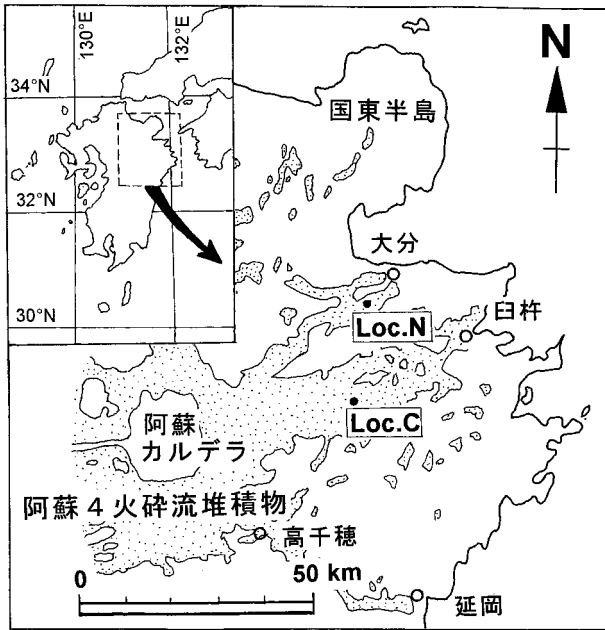 130°E
132°E
34°N
32°N
30°N
N
国東半島
大分
臼杵
Loc.N
Loc.C
阿蘇
カルデラ
阿蘇4火砕流堆積物
高千穂
延岡
0
50 km